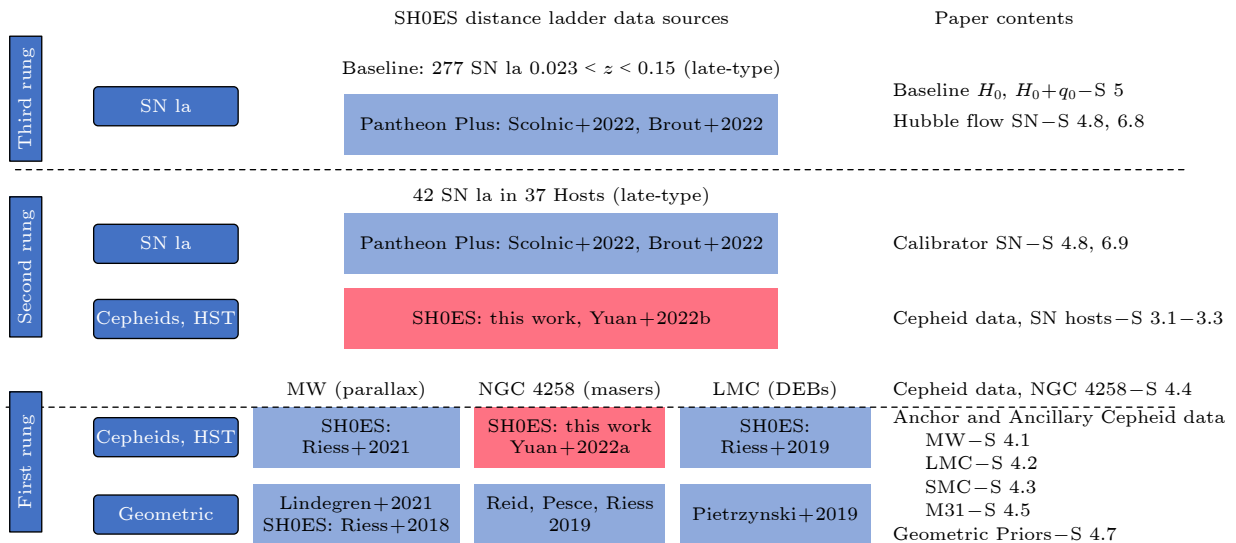 SH0ES distance ladder data sources
Paper contents
Third rung
Baseline: 277 SN la 0.023 < z < 0.15 (late-type)
SN la
Pantheon Plus: Scolnic+2022, Brout+2022
Baseline H₀, H₀+q₀−S 5
Hubble flow SN−S 4.8, 6.8
Second rung
42 SN la in 37 Hosts (late-type)
SN la
Pantheon Plus: Scolnic+2022, Brout+2022
Calibrator SN−S 4.8, 6.9
Cepheids, HST
SH0ES: this work, Yuan+2022b
Cepheid data, SN hosts−S 3.1−3.3
First rung
MW (parallax)
NGC 4258 (masers)
LMC (DEBs)
Cepheid data, NGC 4258−S 4.4
Cepheids, HST
SH0ES:
Riess+2021
SH0ES: this work
Yuan+2022a
SH0ES:
Riess+2019
Anchor and Ancillary Cepheid data
MW−S 4.1
LMC−S 4.2
SMC−S 4.3
M31−S 4.5
Geometric
Lindegren+2021
SH0ES: Riess+2018
Reid, Pesce, Riess
2019
Pietrzynski+2019
Geometric Priors−S 4.7